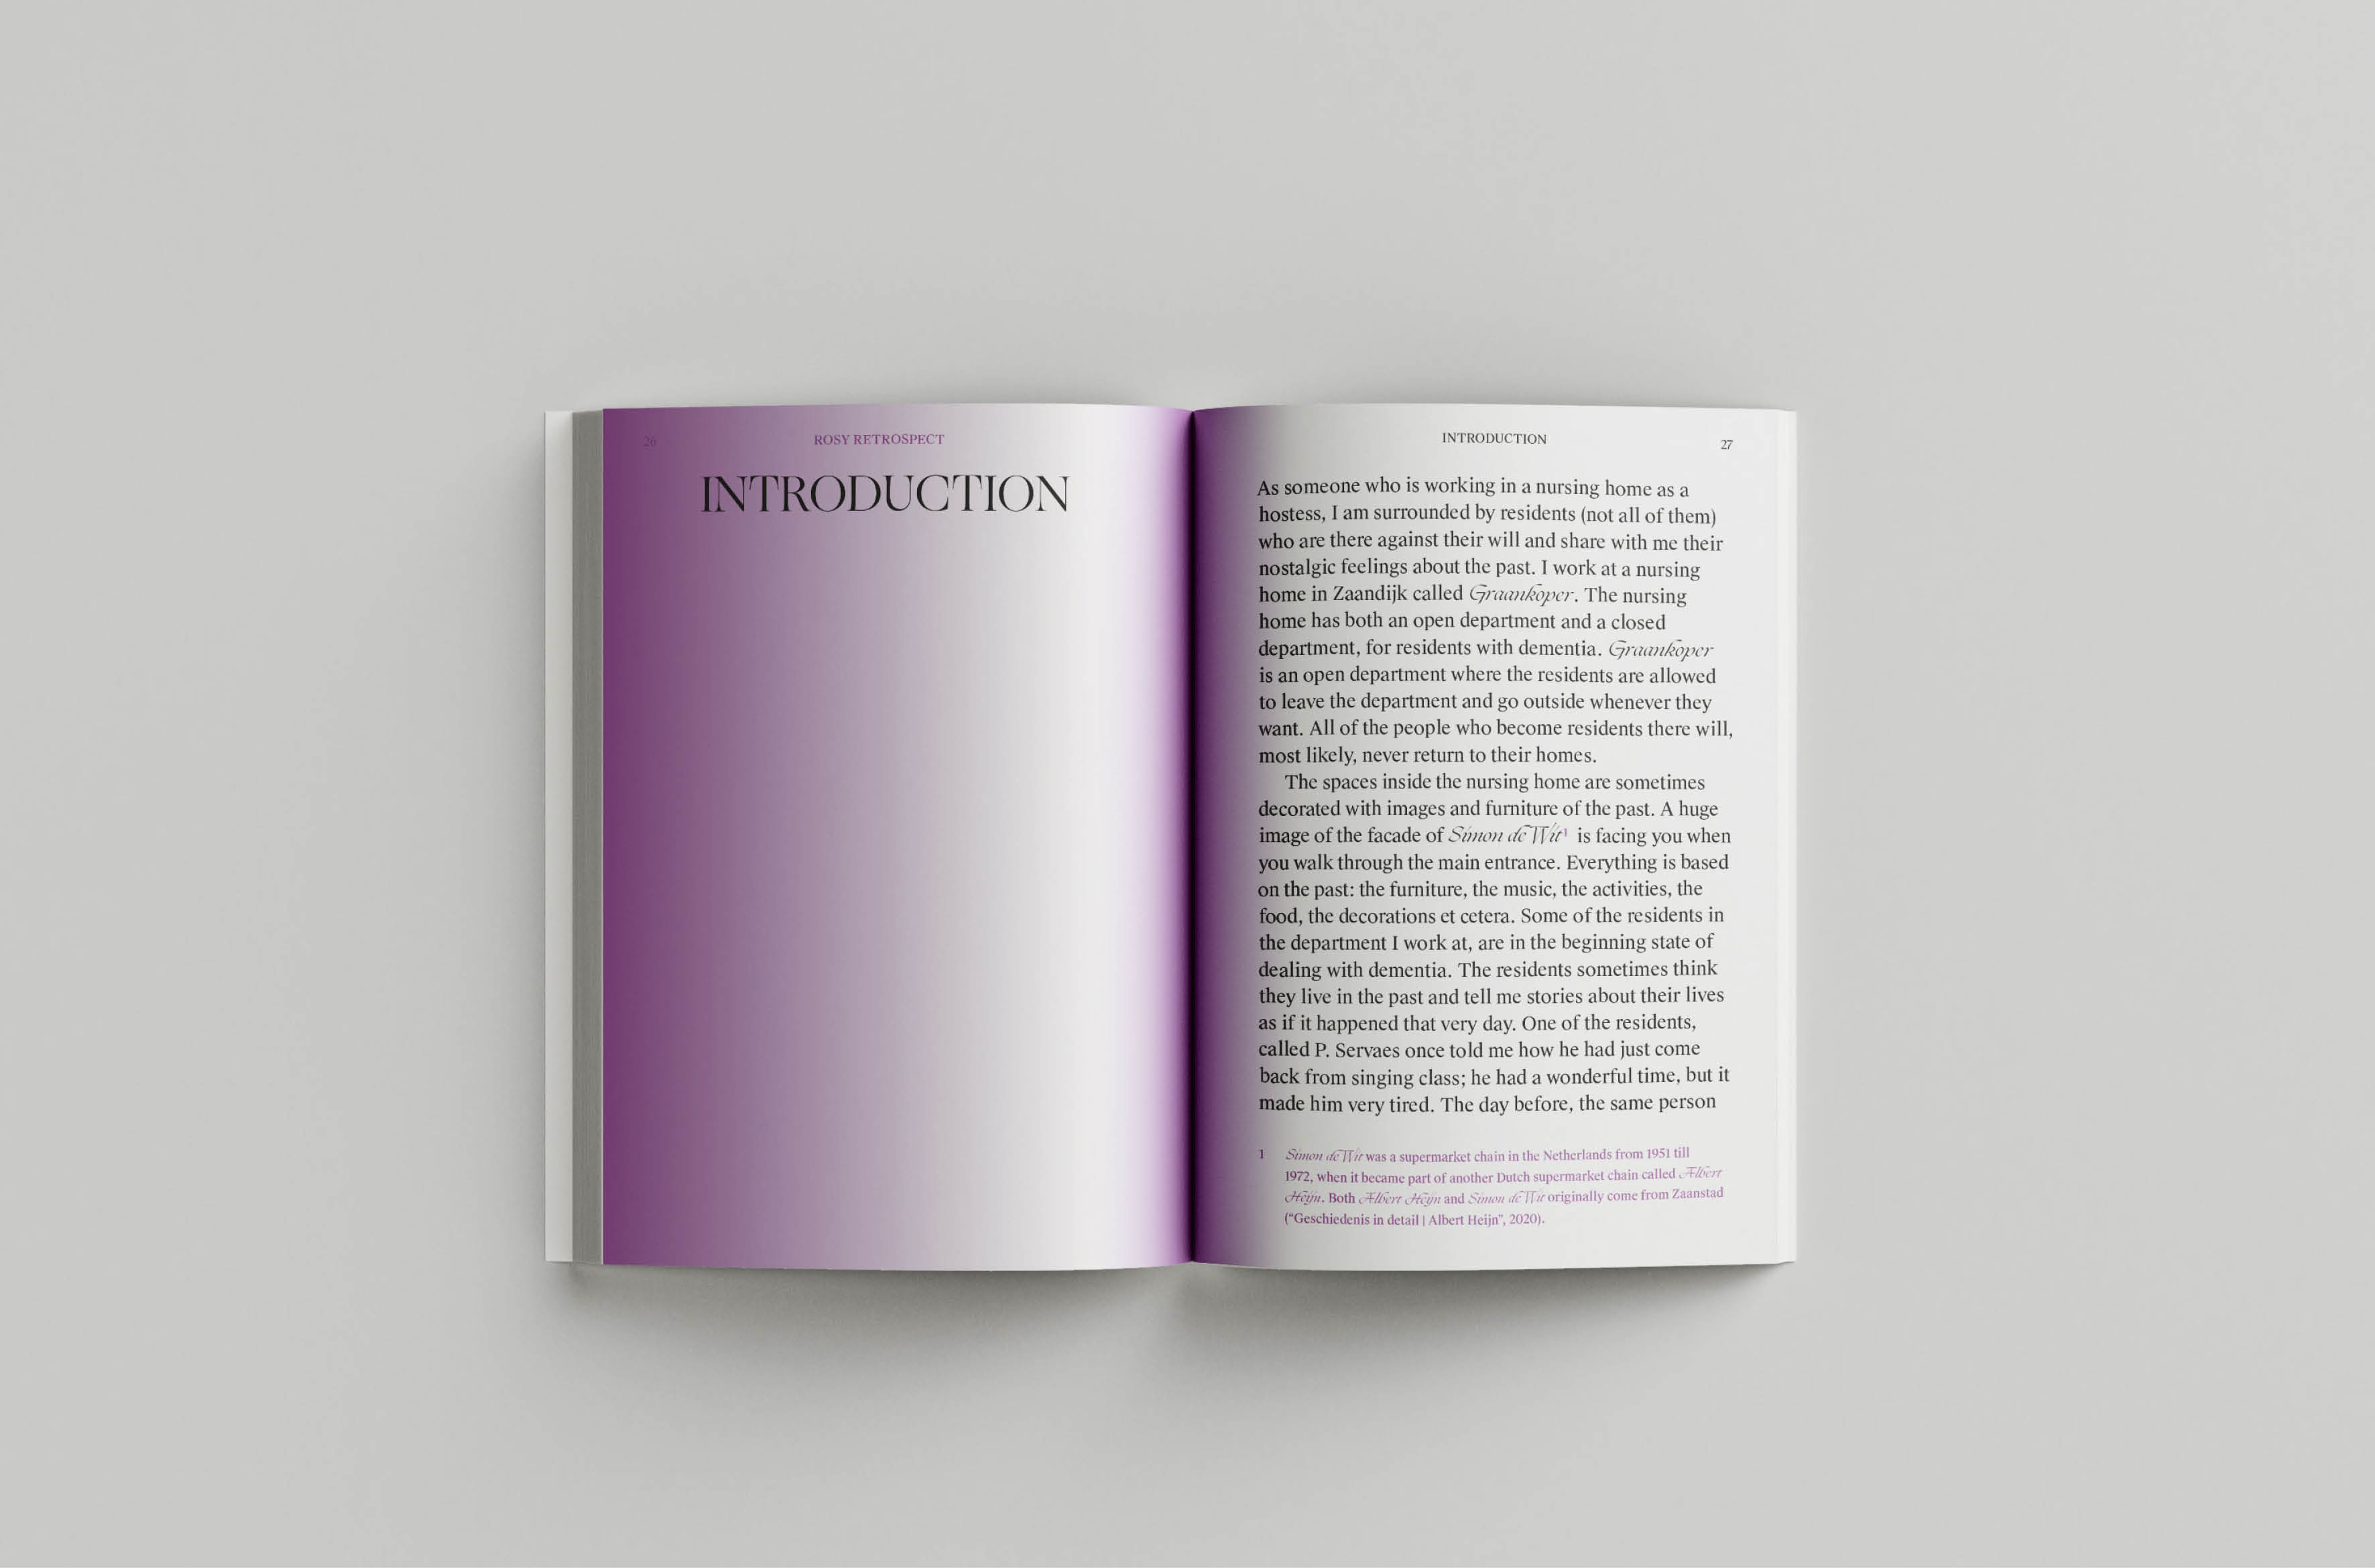 26
ROSY RETROSPECT
INTRODUCTION
INTRODUCTION
27
As someone who is working in a nursing home as a
hostess, I am surrounded by residents (not all of them)
who are there against their will and share with me their
nostalgic feelings about the past. I work at a nursing
home in Zaandijk called Graankoper. The nursing
home has both an open department and a closed
department, for residents with dementia. Graankoper
is an open department where the residents are allowed
to leave the department and go outside whenever they
want. All of the people who become residents there will,
most likely, never return to their homes.
The spaces inside the nursing home are sometimes
decorated with images and furniture of the past. A huge
image of the facade of Simon de Wit¹ is facing you when
you walk through the main entrance. Everything is based
on the past: the furniture, the music, the activities, the
food, the decorations et cetera. Some of the residents in
the department I work at, are in the beginning state of
dealing with dementia. The residents sometimes think
they live in the past and tell me stories about their lives
as if it happened that very day. One of the residents,
called P. Servaes once told me how he had just come
back from singing class; he had a wonderful time, but it
made him very tired. The day before, the same person
1 Simon de Wit was a supermarket chain in the Netherlands from 1951 till
1972, when it became part of another Dutch supermarket chain called Albert
Heijn. Both Albert Heijn and Simon de Wit originally come from Zaanstad
(“Geschiedenis in detail | Albert Heijn”, 2020).